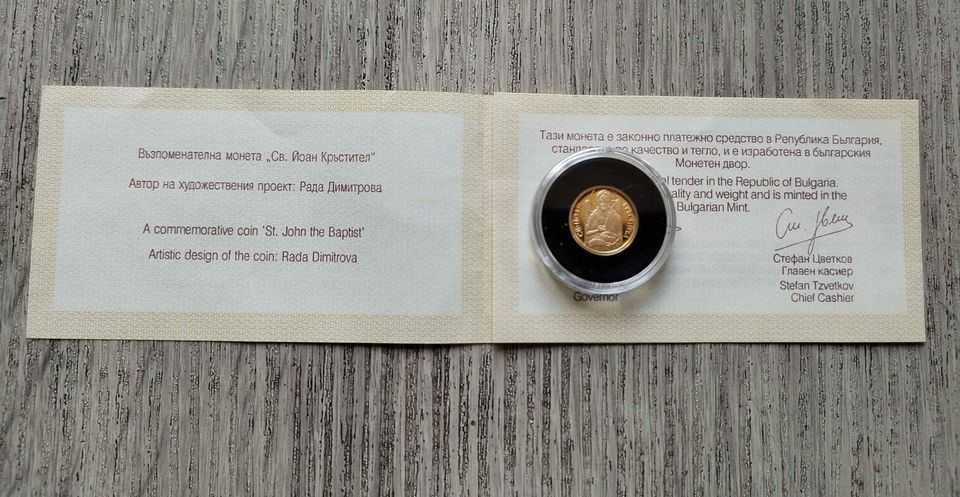 Възпоменателна монета „Св. Йоан Кръстител"
Автор на художествения проект: Рада Димитрова
A commemorative coin 'St. John the Baptist'
Artistic design of the coin: Rada Dimitrova
Тази монета е законно платежно средство в Република България,
качество и тегло, и е изработена в българския
Монетен двор.
tender in the Republic of Bulgaria.
and weight and is minted in the
Bulgarian Mint.
Стефан Цветков
Главен касиер
Stefan Tzvetkov
Governor
Chief Cashier